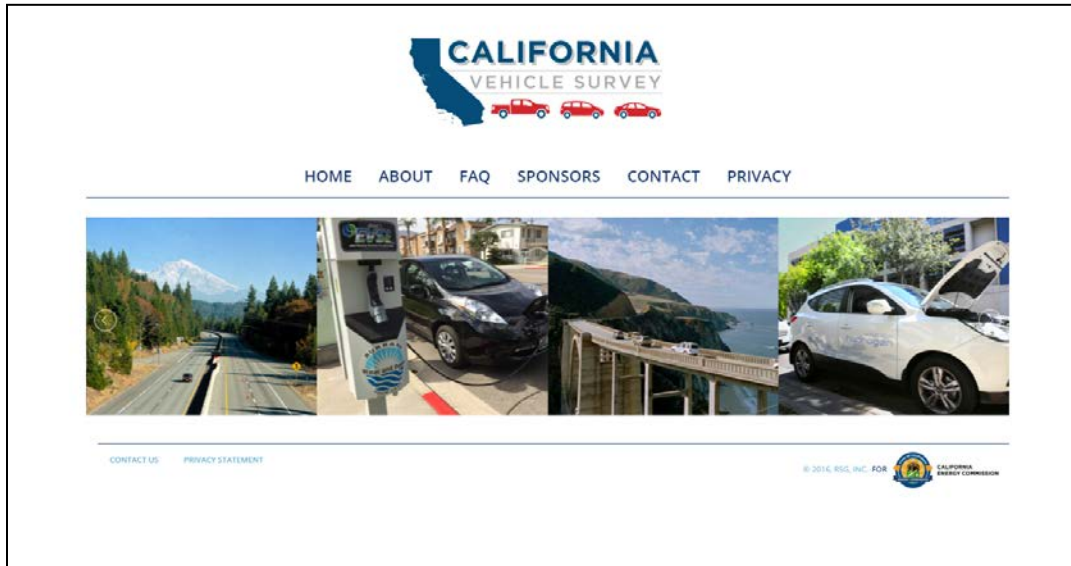 CALIFORNIA
VEHICLE SURVEY
HOME ABOUT FAQ SPONSORS CONTACT PRIVACY
EVSE
hydrogen
CONTACT US PRIVACY STATEMENT
© 2016, RSG, INC. FOR
CALIFORNIA
ENERGY COMMISSION